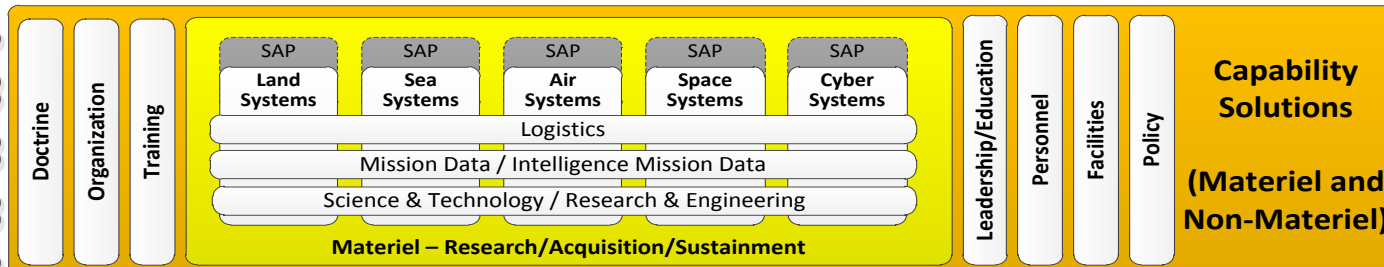 Doctrine
Organization
Training
SAP
SAP
SAP
SAP
SAP
Land
Systems
Sea
Systems
Air
Systems
Space
Systems
Cyber
Systems
Logistics
Mission Data / Intelligence Mission Data
Science & Technology / Research & Engineering
Materiel – Research/Acquisition/Sustainment
Leadership/Education
Personnel
Facilities
Policy
Capability
Solutions
(Materiel and
Non-Materiel)